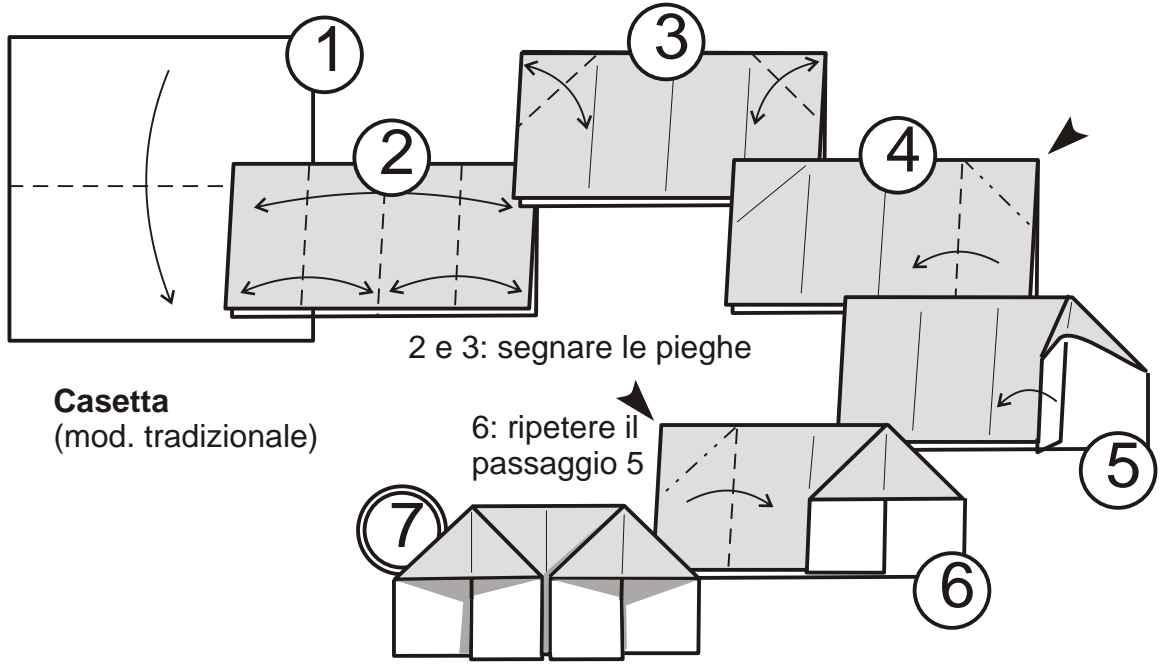 1
2
3
4
2 e 3: segnare le pieghe
Casetta
(mod. tradizionale)
6: ripetere il
passaggio 5
5
7
6